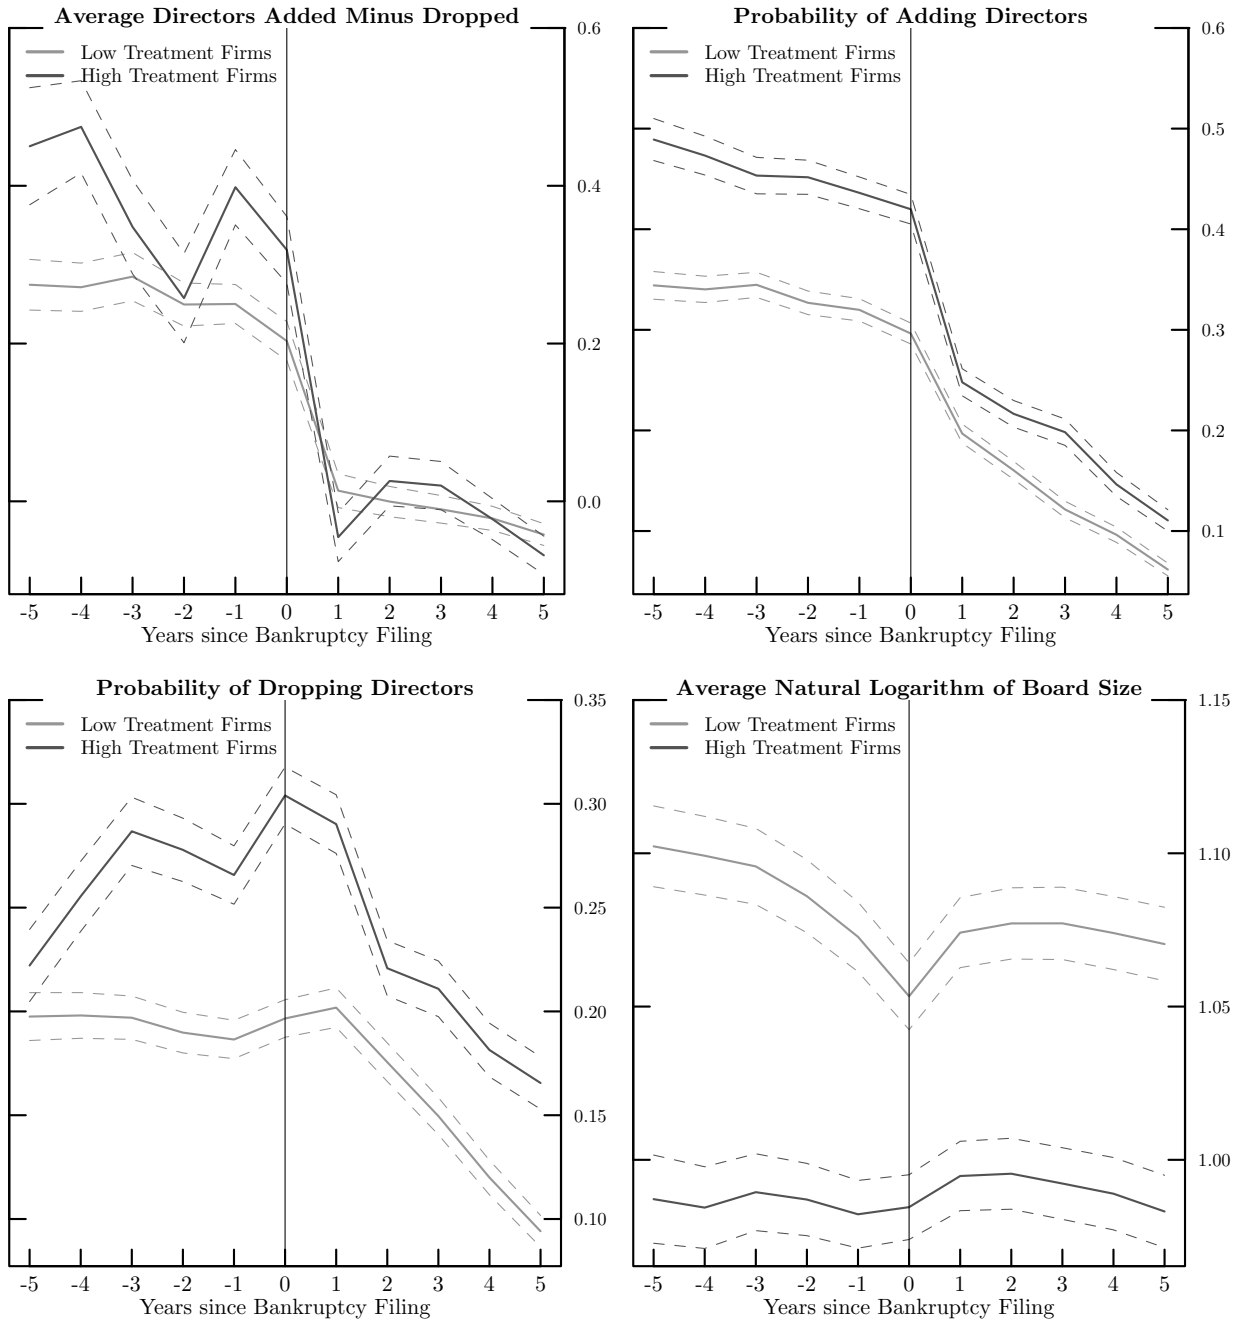 Average Directors Added Minus Dropped
Low Treatment Firms
High Treatment Firms
0.6
0.4
0.2
0.0
-5 -4 -3 -2 -1 0 1 2 3 4 5
Years since Bankruptcy Filing
Probability of Adding Directors
Low Treatment Firms
High Treatment Firms
0.6
0.5
0.4
0.3
0.2
0.1
-5 -4 -3 -2 -1 0 1 2 3 4 5
Years since Bankruptcy Filing
Probability of Dropping Directors
Low Treatment Firms
High Treatment Firms
0.35
0.30
0.25
0.20
0.15
0.10
-5 -4 -3 -2 -1 0 1 2 3 4 5
Years since Bankruptcy Filing
Average Natural Logarithm of Board Size
Low Treatment Firms
High Treatment Firms
1.15
1.10
1.05
1.00
-5 -4 -3 -2 -1 0 1 2 3 4 5
Years since Bankruptcy Filing